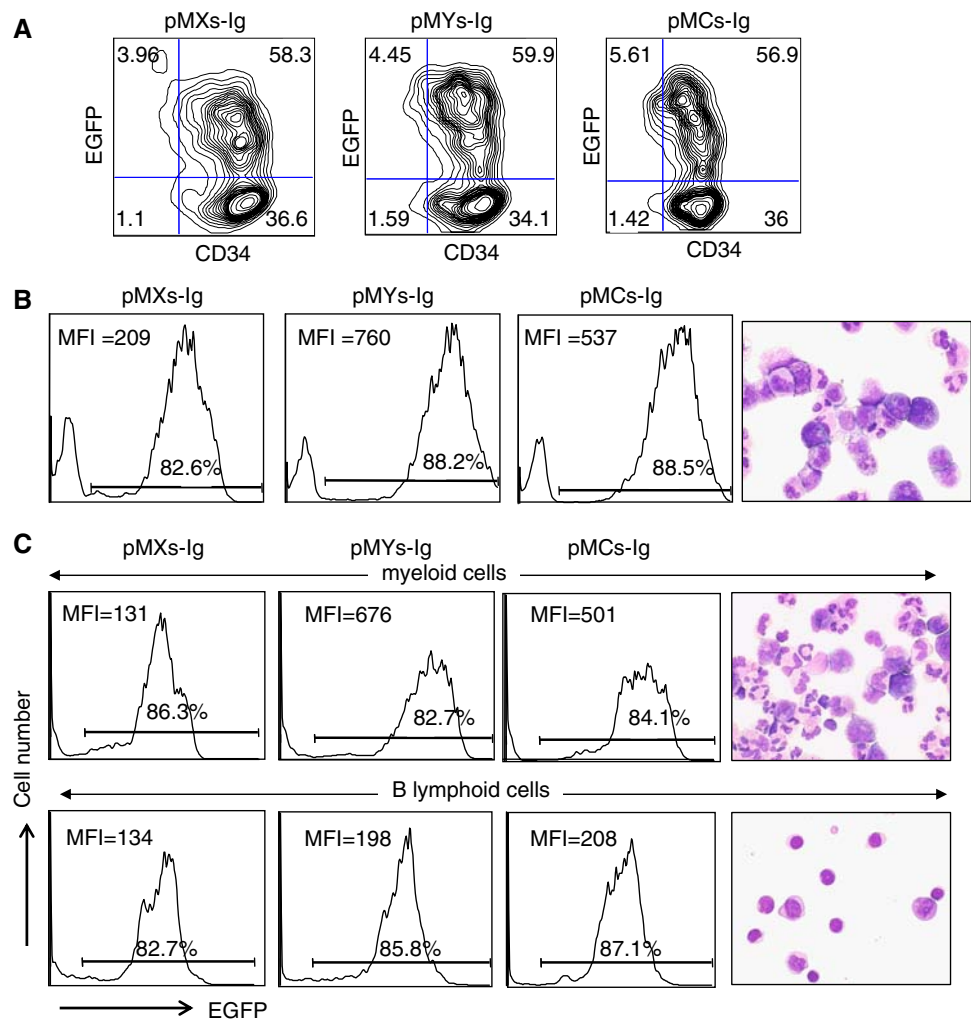 A
pMXs-Ig pMYs-Ig pMCs-Ig
3.96 58.3 4.45 59.9 5.61 56.9
EGFP EGFP EGFP
1.1 36.6 1.59 34.1 1.42 36
CD34 CD34 CD34
B
pMXs-Ig pMYs-Ig pMCs-Ig
MFI =209 MFI =760 MFI =537
82.6% 88.2% 88.5%
C
pMXs-Ig pMYs-Ig pMCs-Ig
myeloid cells
MFI=131 MFI=676 MFI=501
86.3% 82.7% 84.1%
Cell number
B lymphoid cells
MFI=134 MFI=198 MFI=208
82.7% 85.8% 87.1%
EGFP